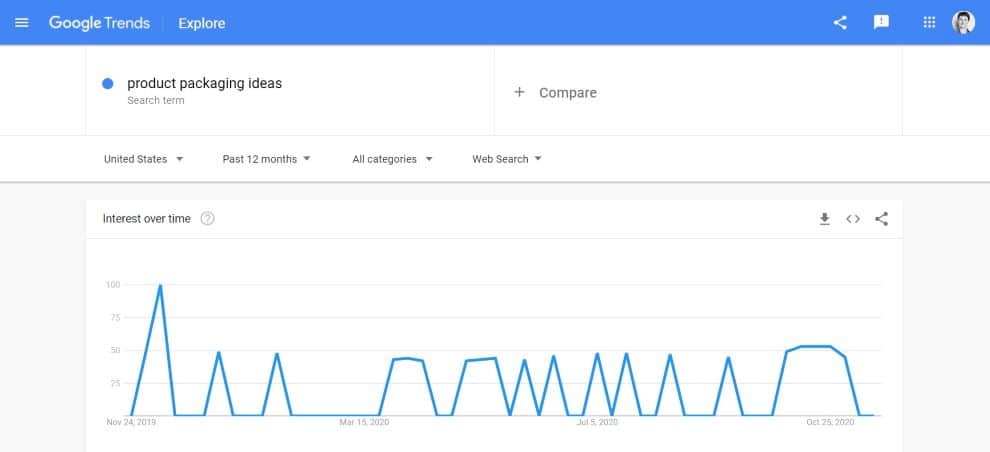 Google Trends Explore
product packaging ideas
Search term
+ Compare
United States
Past 12 months
All categories
Web Search
Interest over time ?
100
75
50
25
Nov 24, 2019
Mar 15, 2020
Jul 5, 2020
Oct 25, 2020